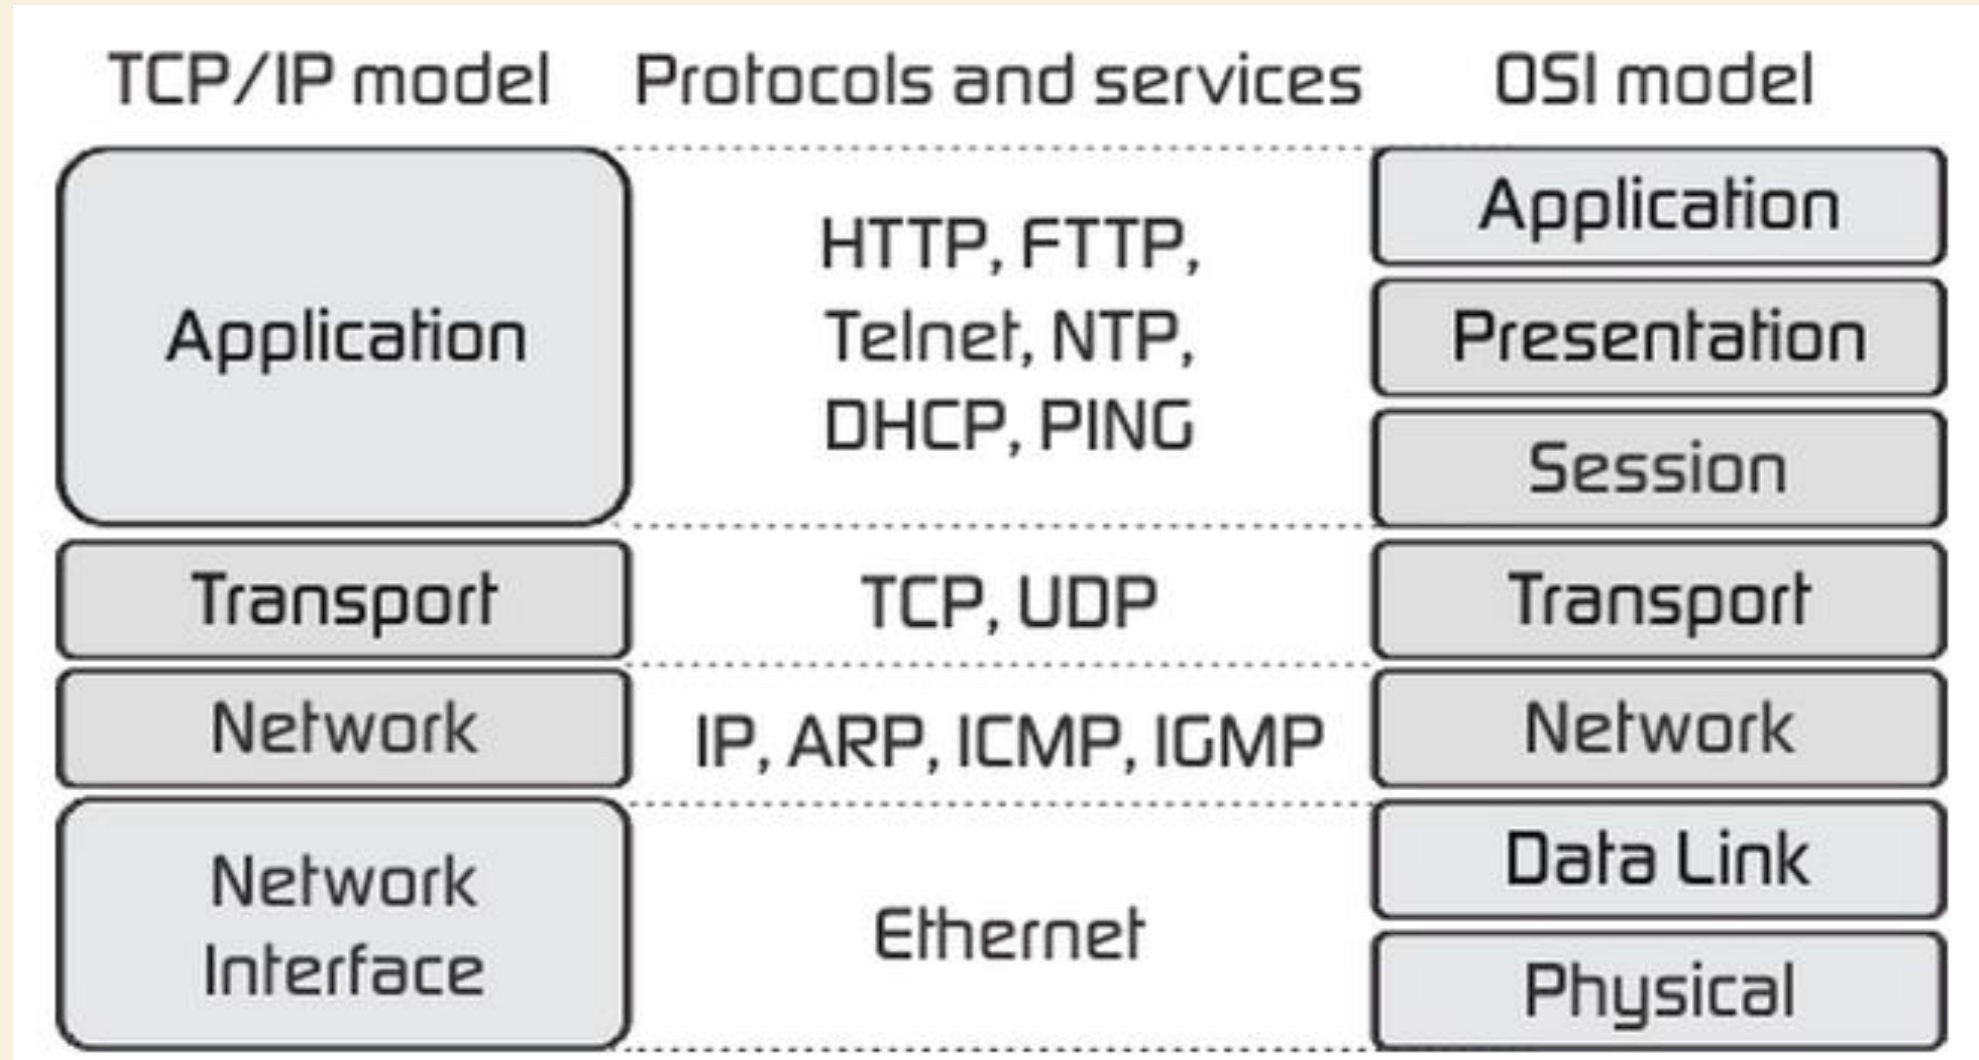 TCP/IP model
Protocols and services
OSI model
Application
HTTP, FTTP,
Telnet, NTP,
DHCP, PING
Application
Presentation
Session
Transport
TCP, UDP
Transport
Network
IP, ARP, ICMP, IGMP
Network
Network
Interface
Ethernet
Data Link
Physical